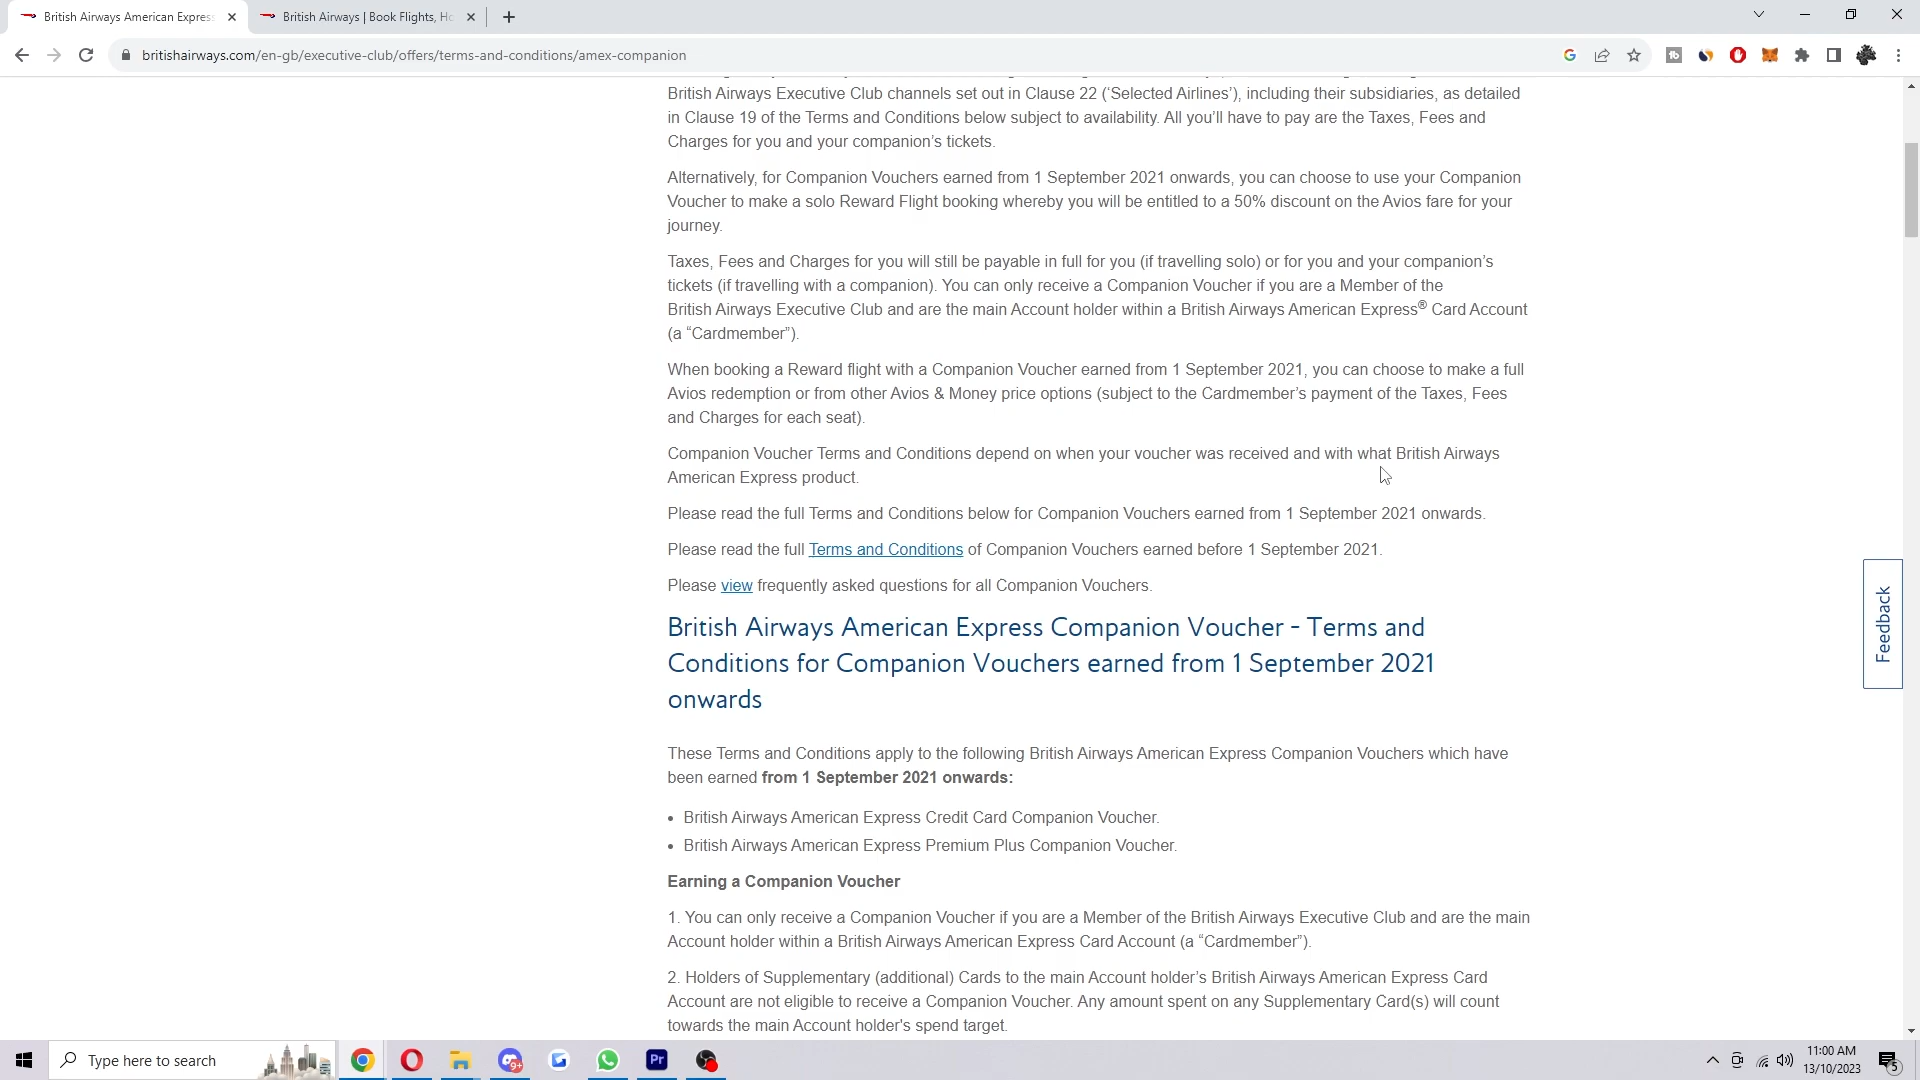 British Airways American Express
British Airways | Book Flights, Ho
britishairways.com/en-gb/executive-club/offers/terms-and-conditions/amex-companion
British Airways Executive Club channels set out in Clause 22 (‘Selected Airlines’), including their subsidiaries, as detailed
in Clause 19 of the Terms and Conditions below subject to availability. All you’ll have to pay are the Taxes, Fees and
Charges for you and your companion’s tickets.
Alternatively, for Companion Vouchers earned from 1 September 2021 onwards, you can choose to use your Companion
Voucher to make a solo Reward Flight booking whereby you will be entitled to a 50% discount on the Avios fare for your
journey.
Taxes, Fees and Charges for you will still be payable in full for you (if travelling solo) or for you and your companion’s
tickets (if travelling with a companion). You can only receive a Companion Voucher if you are a Member of the
British Airways Executive Club and are the main Account holder within a British Airways American Express® Card Account
(a “Cardmember”).
When booking a Reward flight with a Companion Voucher earned from 1 September 2021, you can choose to make a full
Avios redemption or from other Avios & Money price options (subject to the Cardmember’s payment of the Taxes, Fees
and Charges for each seat).
Companion Voucher Terms and Conditions depend on when your voucher was received and with what British Airways
American Express product.
Please read the full Terms and Conditions below for Companion Vouchers earned from 1 September 2021 onwards.
Please read the full Terms and Conditions of Companion Vouchers earned before 1 September 2021.
Please view frequently asked questions for all Companion Vouchers.
Feedback
British Airways American Express Companion Voucher - Terms and
Conditions for Companion Vouchers earned from 1 September 2021
onwards
These Terms and Conditions apply to the following British Airways American Express Companion Vouchers which have
been earned from 1 September 2021 onwards:
• British Airways American Express Credit Card Companion Voucher.
• British Airways American Express Premium Plus Companion Voucher.
Earning a Companion Voucher
1. You can only receive a Companion Voucher if you are a Member of the British Airways Executive Club and are the main
Account holder within a British Airways American Express Card Account (a “Cardmember”).
2. Holders of Supplementary (additional) Cards to the main Account holder’s British Airways American Express Card
Account are not eligible to receive a Companion Voucher. Any amount spent on any Supplementary Card(s) will count
towards the main Account holder's spend target.
Type here to search
9+
Pr
11:00 AM
13/10/2023
5